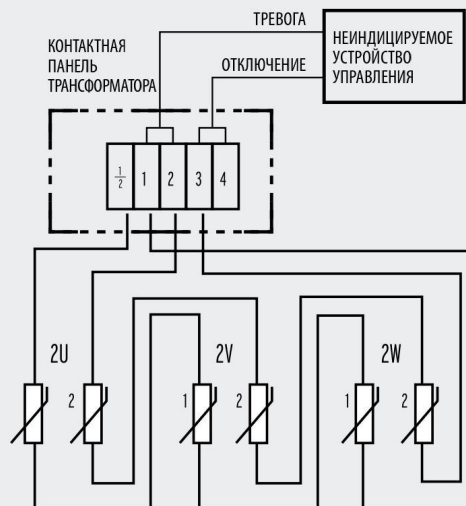 ТРЕВОГА
НЕИНДИЦИРУЕМОЕ
УСТРОЙСТВО
УПРАВЛЕНИЯ
КОНТАКТНАЯ
ПАНЕЛЬ
ТРАНСФОРМАТОРА
ОТКЛЮЧЕНИЕ
1/2 1 2 3 4
2U 2V 2W
2 1 2 1 2